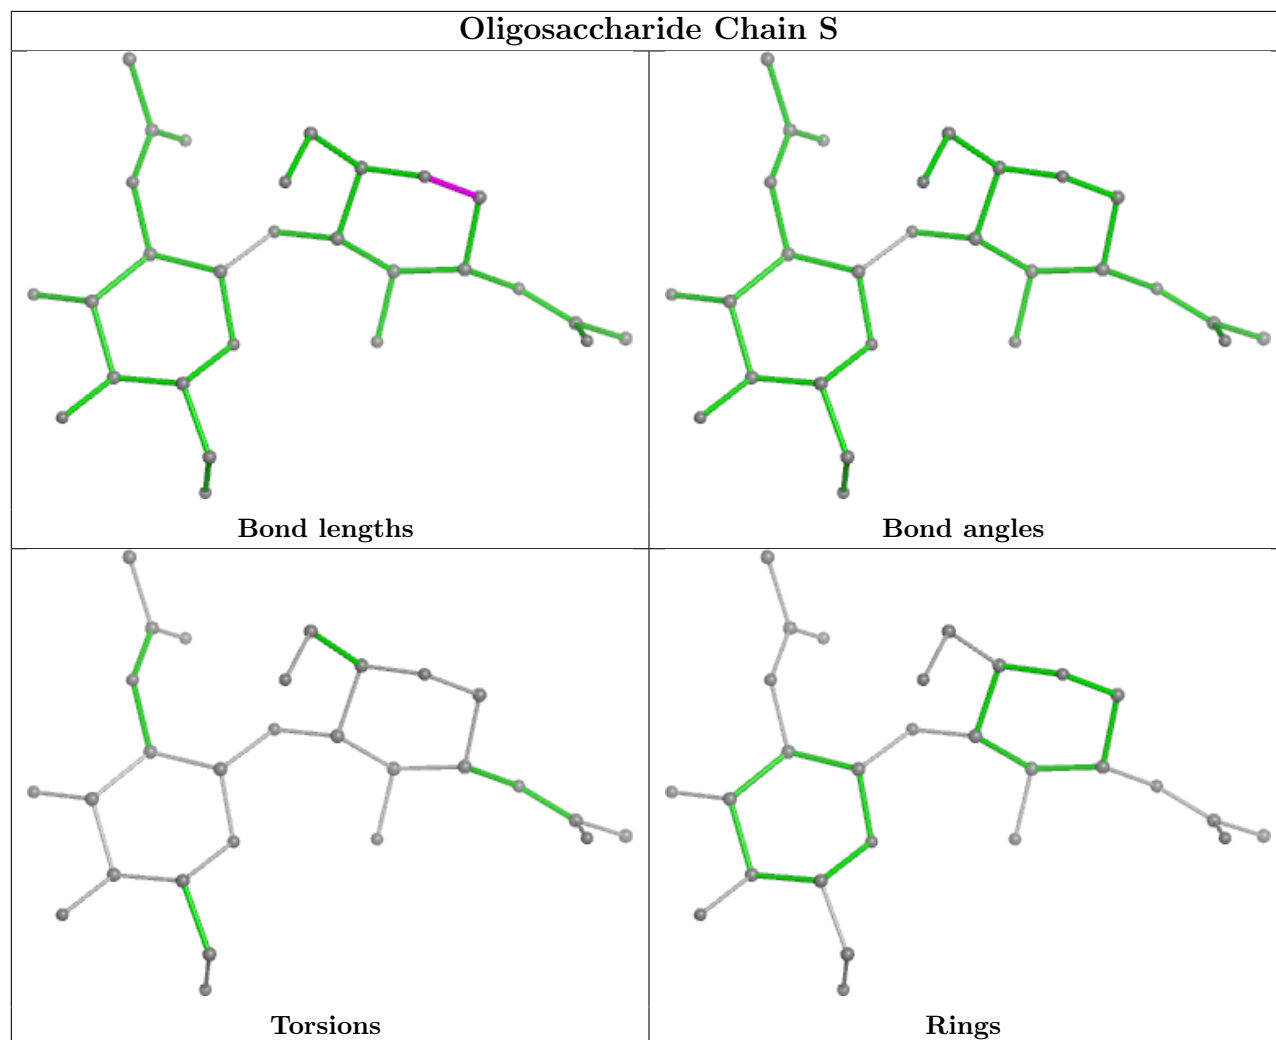 Oligosaccharide Chain S
Bond lengths
Bond angles
Torsions
Rings